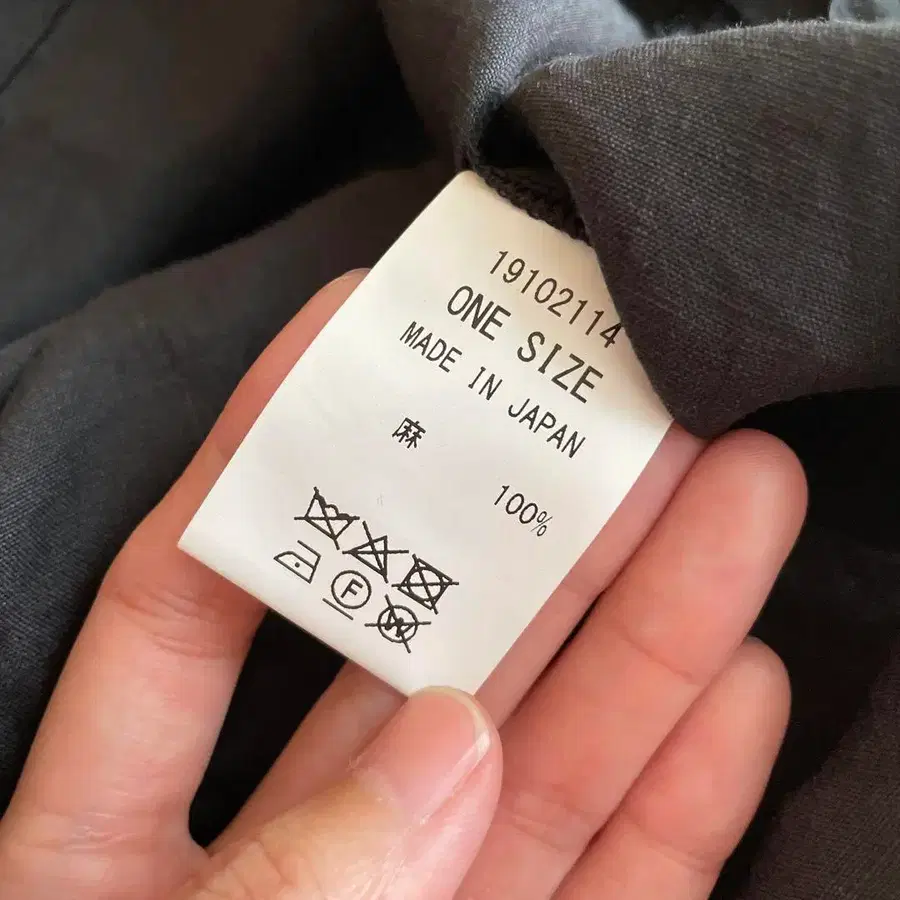 19102114
ONE SIZE
MADE IN JAPAN
麻 100%
F
W